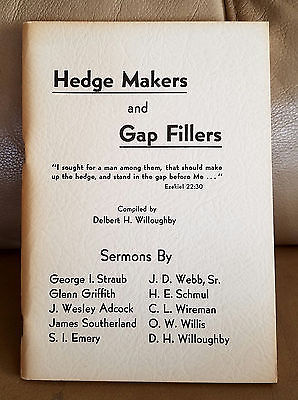 Hedge Makers
and
Gap Fillers
"I sought for a man among them, that should make
up the hedge, and stand in the gap before Me . . ."
Ezekiel 22:30
Compiled by
Delbert H. Willoughby
Sermons By
George I. Straub
Glenn Griffith
J. Wesley Adcock
James Southerland
S. I. Emery
J. D. Webb, Sr.
H. E. Schmul
C. L. Wireman
O. W. Willis
D. H. Willoughby